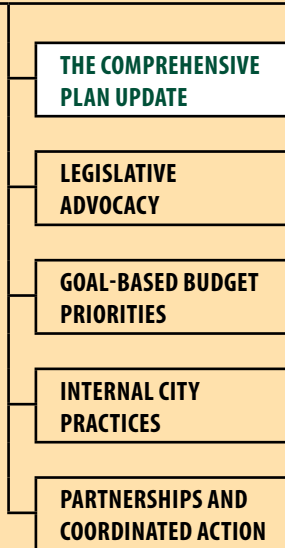 THE COMPREHENSIVE
PLAN UPDATE
LEGISLATIVE
ADVOCACY
GOAL-BASED BUDGET
PRIORITIES
INTERNAL CITY
PRACTICES
PARTNERSHIPS AND
COORDINATED ACTION